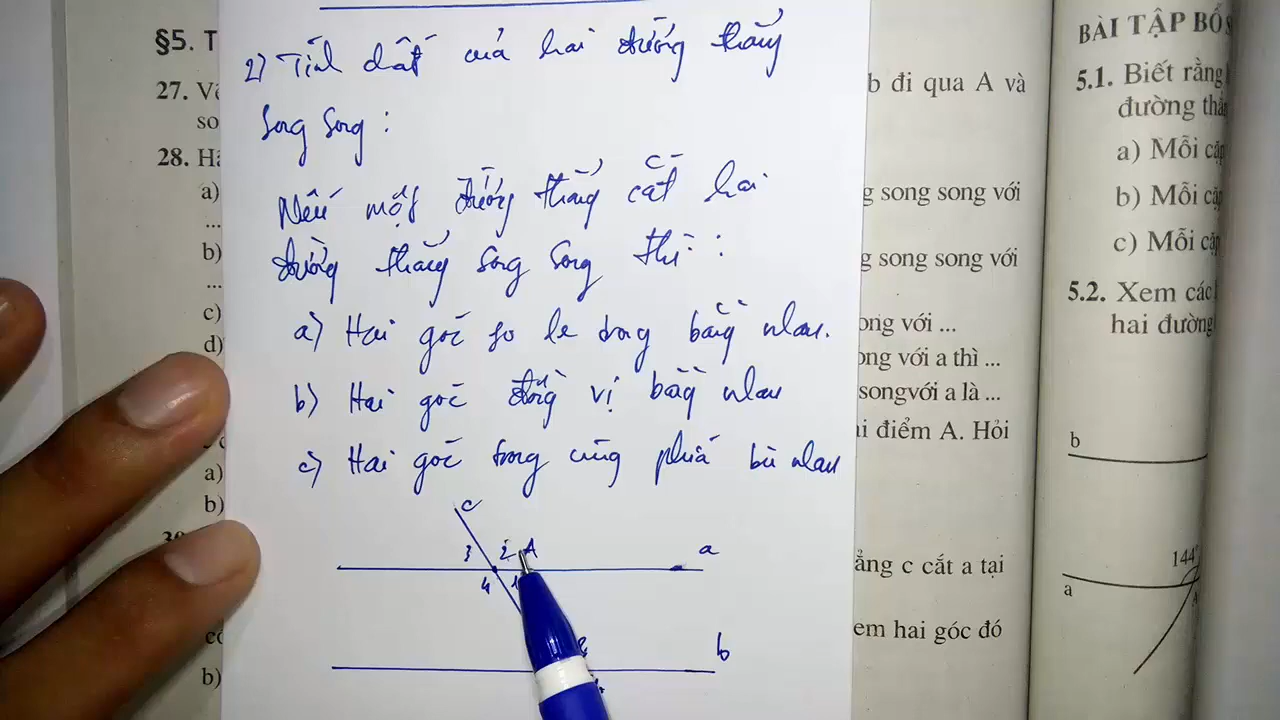 §5. T
27. Vẽ
so
28. Hã
a)
...
b)
...
c)
d)
a)
b)
b)
2) Tính chất của hai đường thẳng
song song :
Nếu một đường thẳng cắt hai
đường thẳng song song thì :
a) Hai góc so le trong bằng nhau.
b) Hai góc đồng vị bằng nhau
c) Hai góc trong cùng phía bù nhau
c
3 2 A
a
4 1
b
b đi qua A và
g song song với
g song song với
ong với ...
ong với a thì ...
songvới a là ...
điểm A. Hỏi
ẳng c cắt a tại
em hai góc đó
BÀI TẬP BỔ S
5.1. Biết rằng
đường thẳ
a) Mỗi cặp
b) Mỗi cặ
c) Mỗi cặp
5.2. Xem các
hai đường
b
144°
a
A